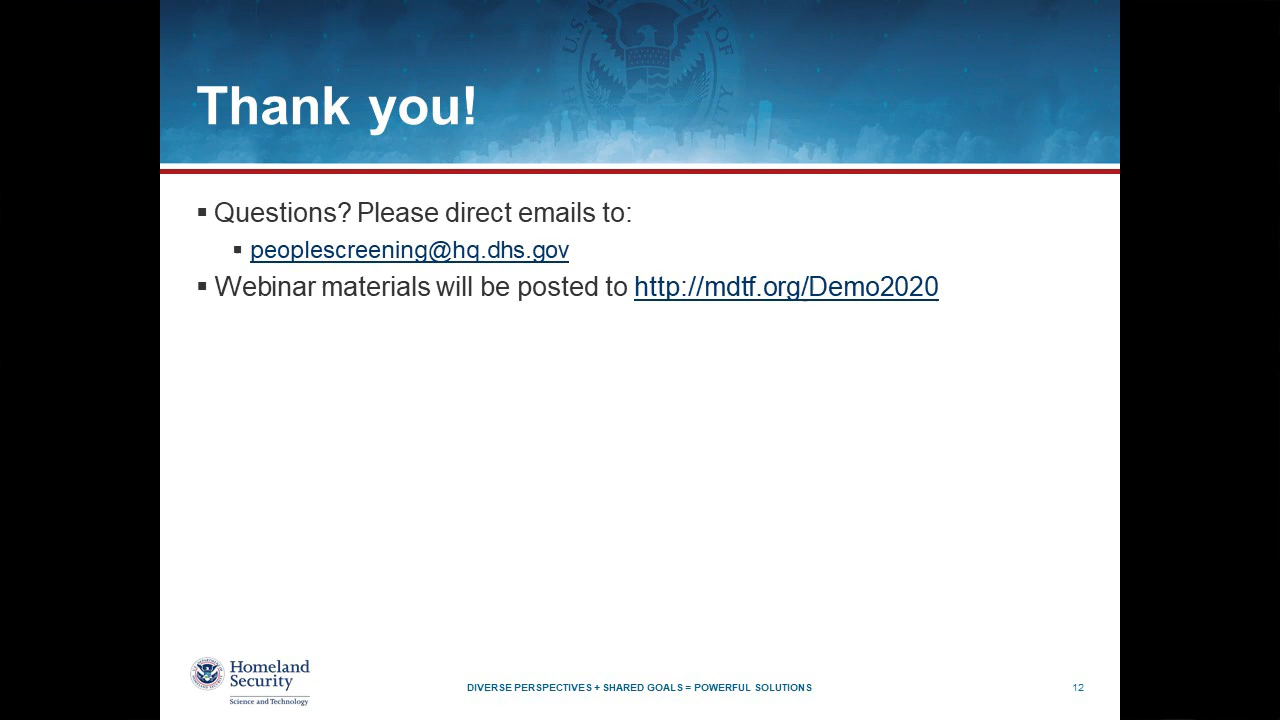 Thank you!
▪ Questions? Please direct emails to:
▪ peoplescreening@hq.dhs.gov
▪ Webinar materials will be posted to http://mdtf.org/Demo2020
Homeland
Security
Science and Technology
DIVERSE PERSPECTIVES + SHARED GOALS = POWERFUL SOLUTIONS
12